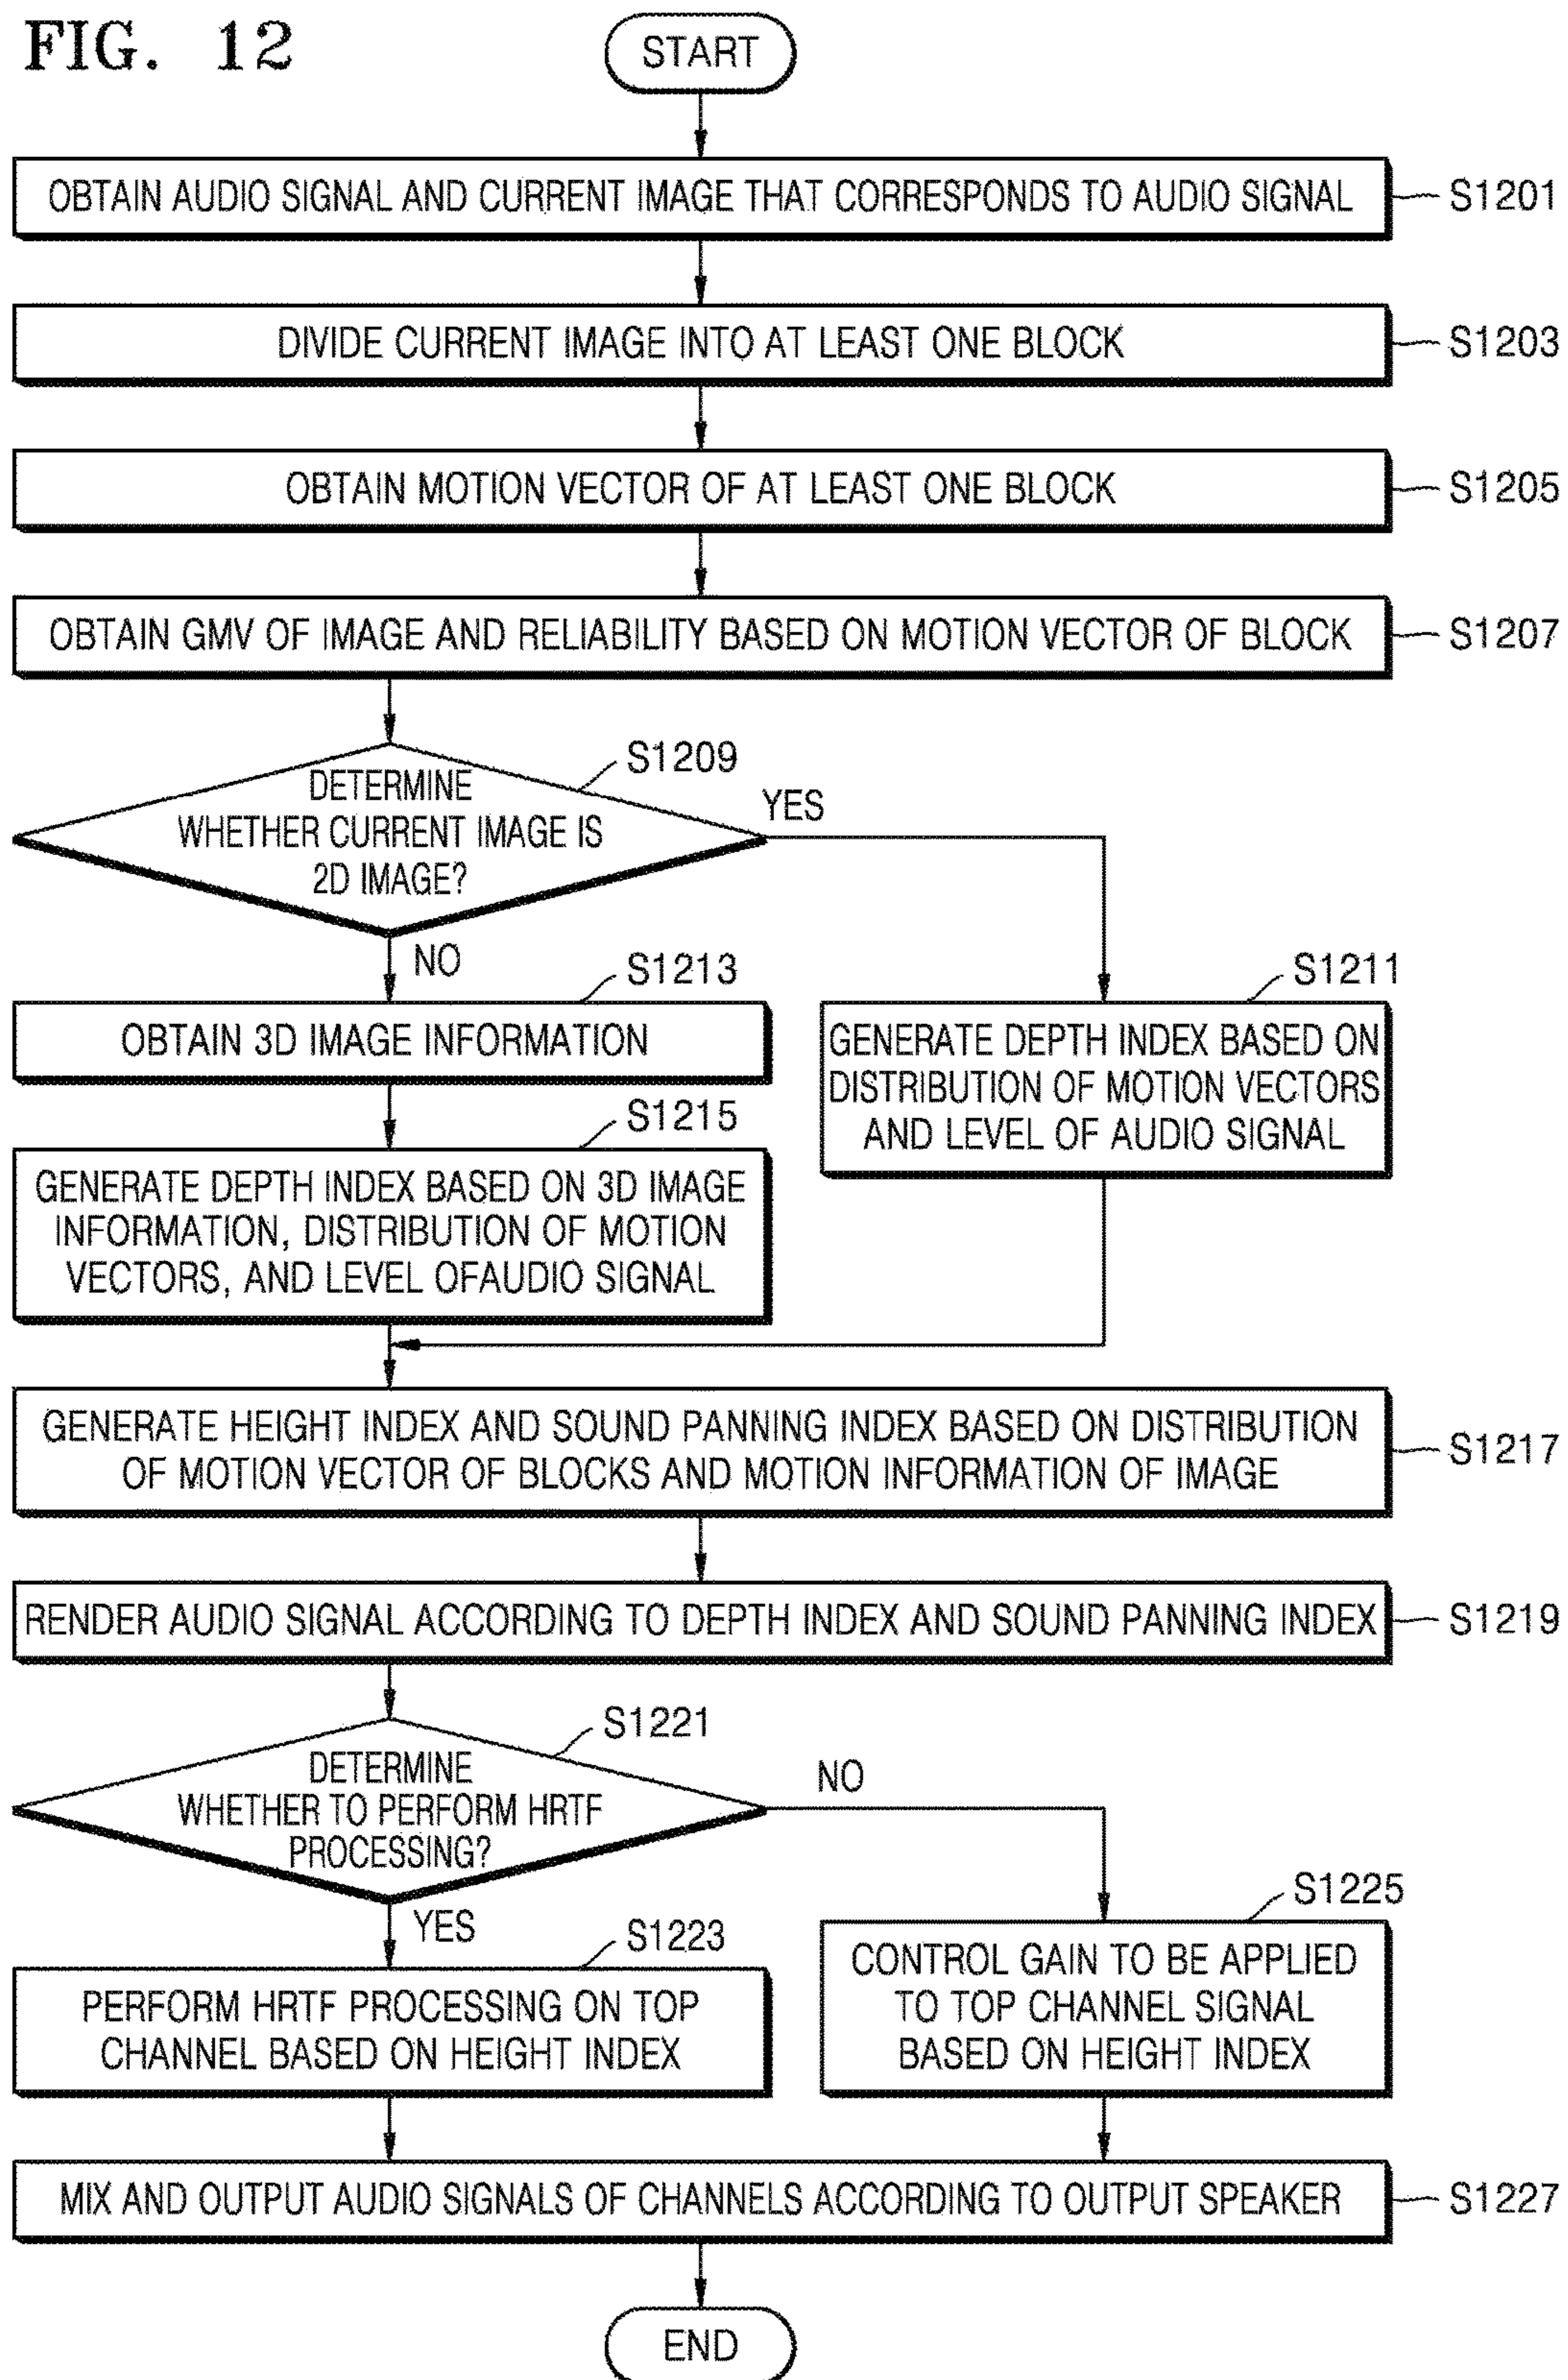 FIG. 12
START
OBTAIN AUDIO SIGNAL AND CURRENT IMAGE THAT CORRESPONDS TO AUDIO SIGNAL
S1201
DIVIDE CURRENT IMAGE INTO AT LEAST ONE BLOCK
S1203
OBTAIN MOTION VECTOR OF AT LEAST ONE BLOCK
S1205
OBTAIN GMV OF IMAGE AND RELIABILITY BASED ON MOTION VECTOR OF BLOCK
S1207
S1209
DETERMINE
WHETHER CURRENT IMAGE IS
2D IMAGE?
YES
NO
S1213
OBTAIN 3D IMAGE INFORMATION
S1211
GENERATE DEPTH INDEX BASED ON
DISTRIBUTION OF MOTION VECTORS
AND LEVEL OF AUDIO SIGNAL
S1215
GENERATE DEPTH INDEX BASED ON 3D IMAGE
INFORMATION, DISTRIBUTION OF MOTION
VECTORS, AND LEVEL OFAUDIO SIGNAL
GENERATE HEIGHT INDEX AND SOUND PANNING INDEX BASED ON DISTRIBUTION
OF MOTION VECTOR OF BLOCKS AND MOTION INFORMATION OF IMAGE
S1217
RENDER AUDIO SIGNAL ACCORDING TO DEPTH INDEX AND SOUND PANNING INDEX
S1219
S1221
DETERMINE
WHETHER TO PERFORM HRTF
PROCESSING?
NO
YES
S1223
PERFORM HRTF PROCESSING ON TOP
CHANNEL BASED ON HEIGHT INDEX
S1225
CONTROL GAIN TO BE APPLIED
TO TOP CHANNEL SIGNAL
BASED ON HEIGHT INDEX
MIX AND OUTPUT AUDIO SIGNALS OF CHANNELS ACCORDING TO OUTPUT SPEAKER
S1227
END